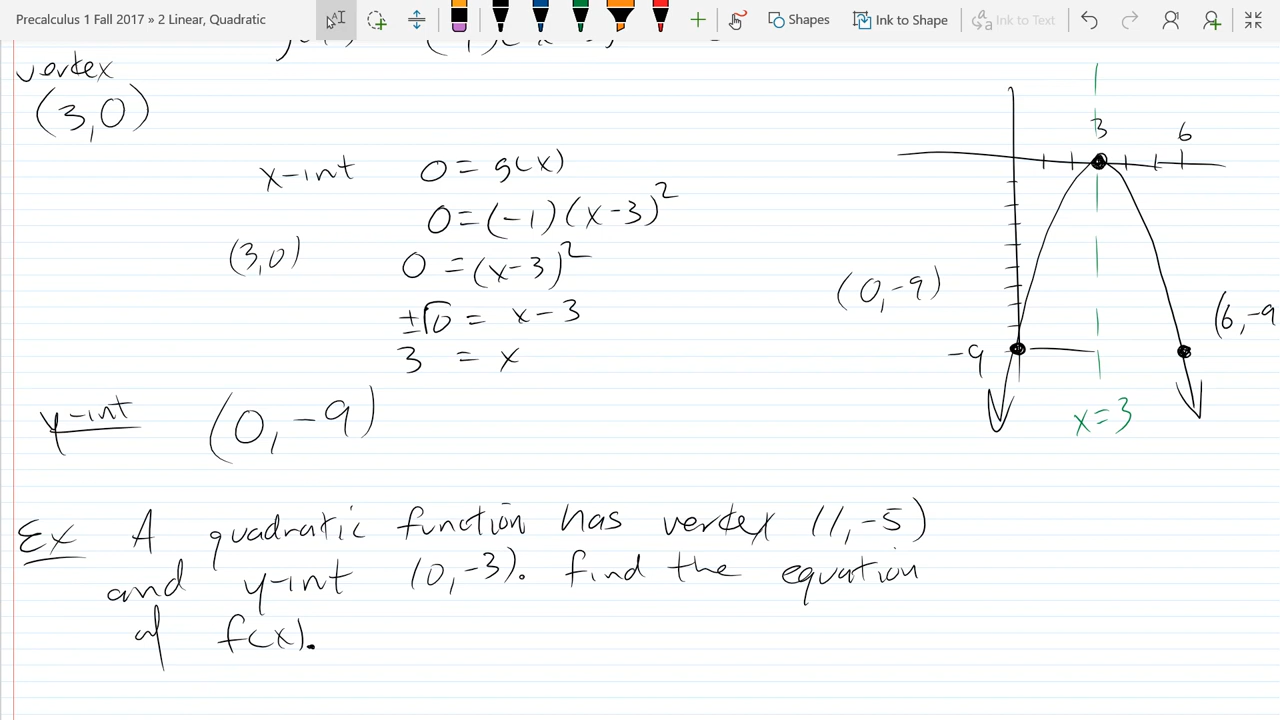 Precalculus 1 Fall 2017 » 2 Linear, Quadratic
Shapes
Ink to Shape
Ink to Text
vertex
(3,0)
x-int 0 = g(x)
0 = (-1)(x-3)²
(3,0) 0 = (x-3)²
±√0 = x-3
3 = x
y-int (0,-9)
3
6
(0,-9)
(6,-9
-9
x=3
Ex A quadratic function has vertex (1,-5)
and y-int (0,-3). find the equation
of f(x).